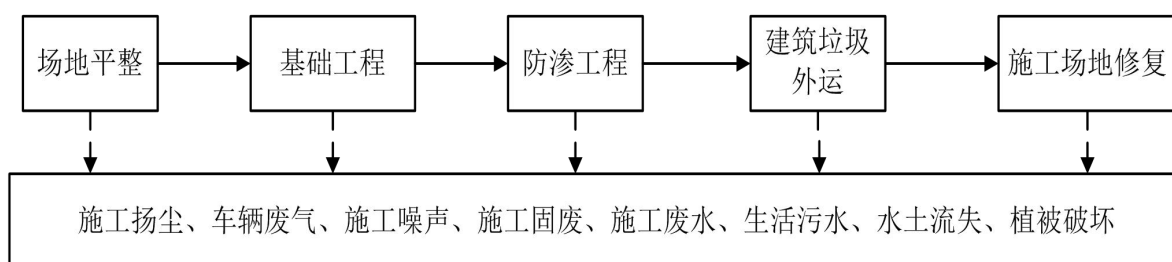 场地平整
基础工程
防渗工程
建筑垃圾
外运
施工场地修复
施工扬尘、车辆废气、施工噪声、施工固废、施工废水、生活污水、水土流失、植被破坏